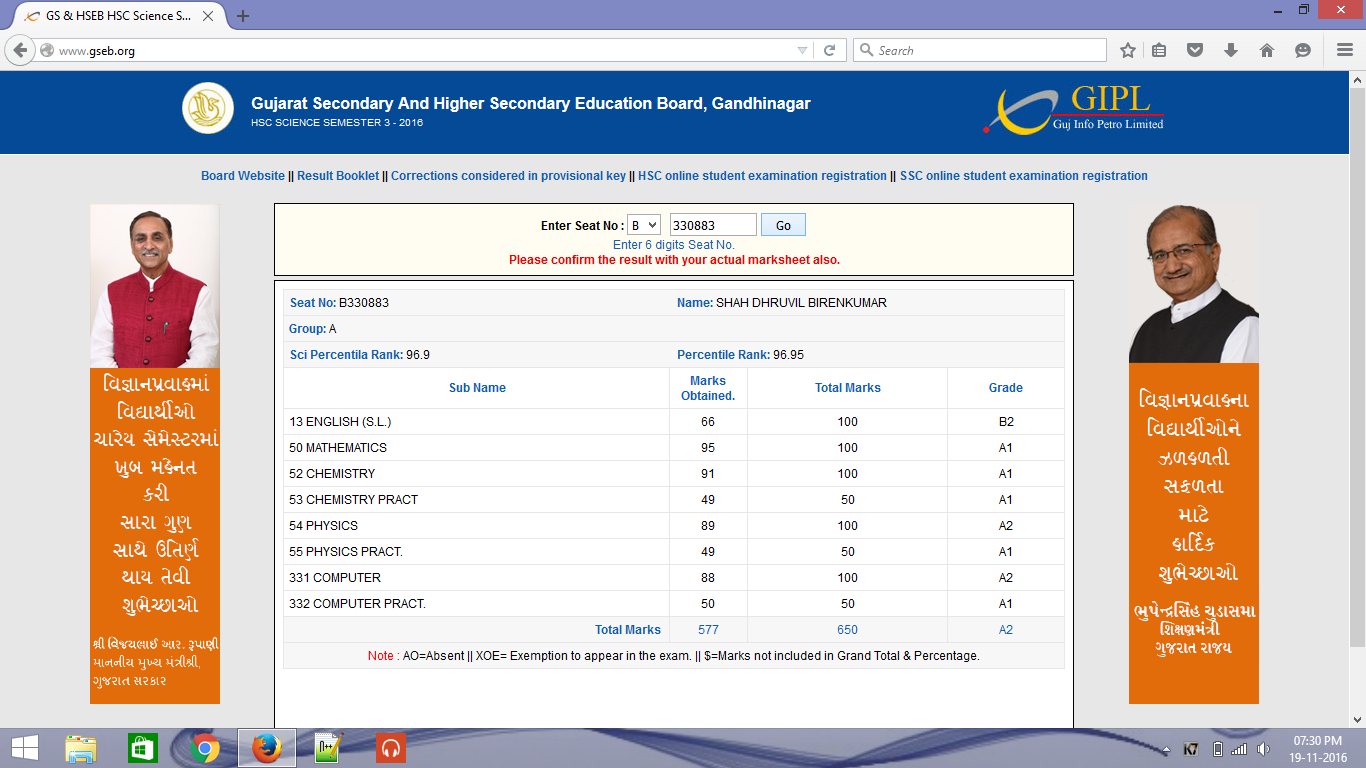 GS & HSEB HSC Science S...
www.gseb.org
Search
Gujarat Secondary And Higher Secondary Education Board, Gandhinagar
HSC SCIENCE SEMESTER 3 - 2016
GIPL
Guj Info Petro Limited
Board Website || Result Booklet || Corrections considered in provisional key || HSC online student examination registration || SSC online student examination registration
Enter Seat No : B 330883 Go
Enter 6 digits Seat No.
Please confirm the result with your actual marksheet also.
Seat No: B330883 Name: SHAH DHRUVIL BIRENKUMAR
Group: A
Sci Percentila Rank: 96.9 Percentile Rank: 96.95
Sub Name Marks Obtained. Total Marks Grade
13 ENGLISH (S.L.) 66 100 B2
50 MATHEMATICS 95 100 A1
52 CHEMISTRY 91 100 A1
53 CHEMISTRY PRACT 49 50 A1
54 PHYSICS 89 100 A2
55 PHYSICS PRACT. 49 50 A1
331 COMPUTER 88 100 A2
332 COMPUTER PRACT. 50 50 A1
Total Marks 577 650 A2
Note : AO=Absent || XOE= Exemption to appear in the exam. || $=Marks not included in Grand Total & Percentage.
વિજ્ઞાનપ્રવાહમાં
વિદ્યાર્થીઓ
ચારેય સેમેસ્ટરમાં
ખુબ મહેનત
કરી
સારા ગુણ
સાથે ઉતિર્ણ
થાય તેવી
શુભેચ્છાઓ
શ્રી વિજયભાઈ આર. રૂપાણી
માનનીય મુખ્ય મંત્રીશ્રી,
ગુજરાત સરકાર
વિજ્ઞાનપ્રવાહના
વિદ્યાર્થીઓને
ઝળહળતી
સફળતા
માટે
હાર્દિક
શુભેચ્છાઓ
ભુપેન્દ્રસિંહ ચુડાસમા
શિક્ષણમંત્રી
ગુજરાત રાજય
K7
07:30 PM
19-11-2016